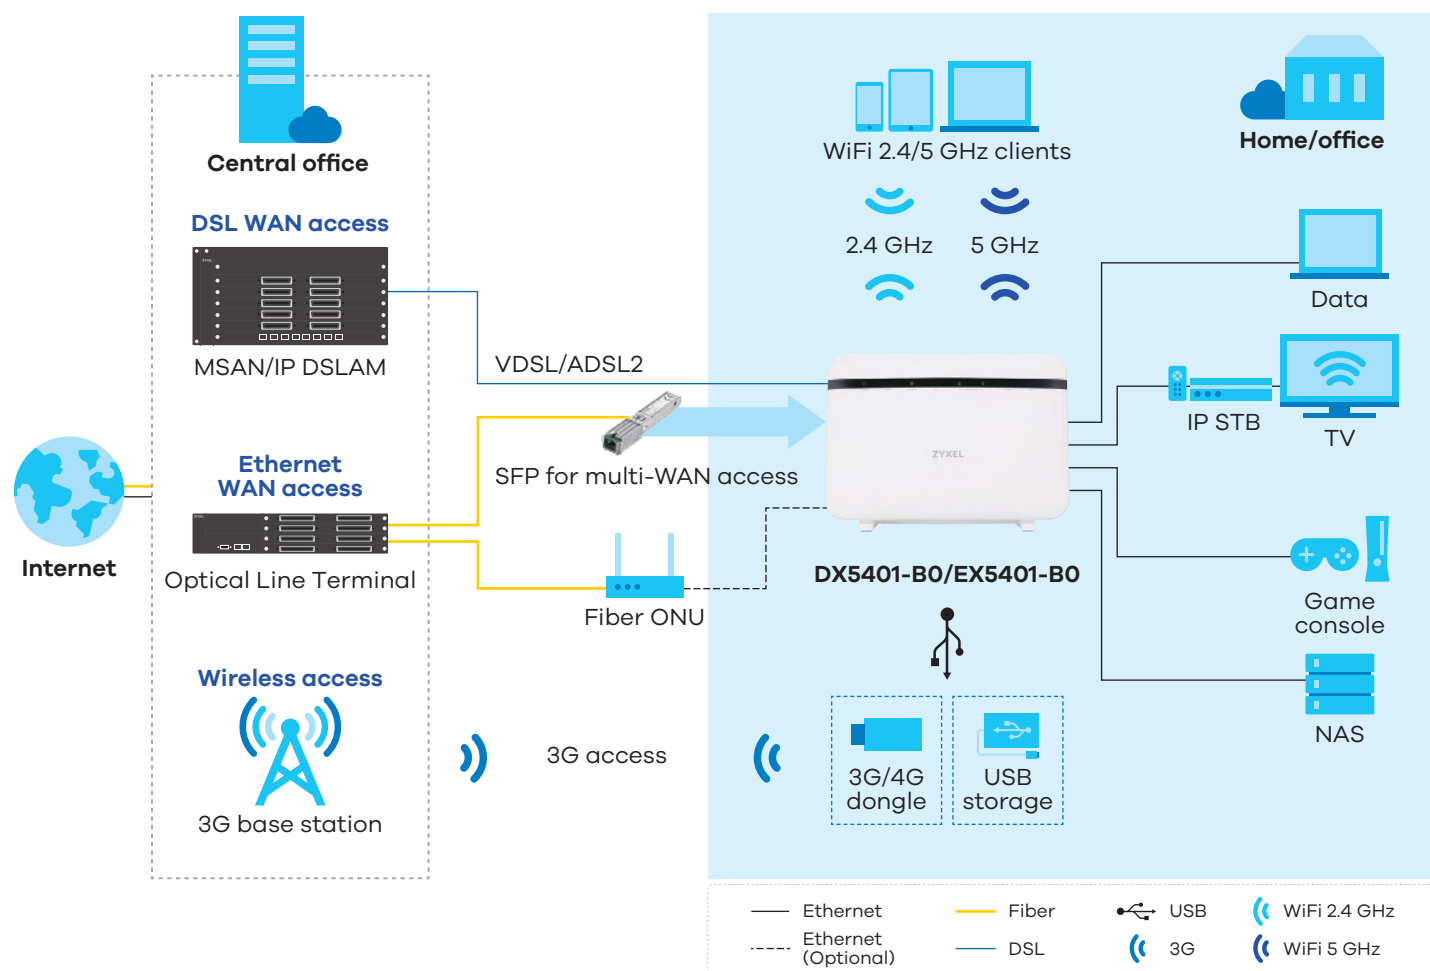 Central office
DSL WAN access
ZYXEL
MSAN/IP DSLAM
Ethernet
WAN access
ZYXEL
Optical Line Terminal
Internet
Wireless access
3G base station
VDSL/ADSL2
SFP for multi-WAN access
Fiber ONU
3G access
WiFi 2.4/5 GHz clients
2.4 GHz
5 GHz
ZYXEL
DX5401-B0/EX5401-B0
3G/4G
dongle
USB
storage
Home/office
Data
IP STB
TV
Game
console
NAS
Ethernet
Fiber
USB
WiFi 2.4 GHz
Ethernet
(Optional)
DSL
3G
WiFi 5 GHz